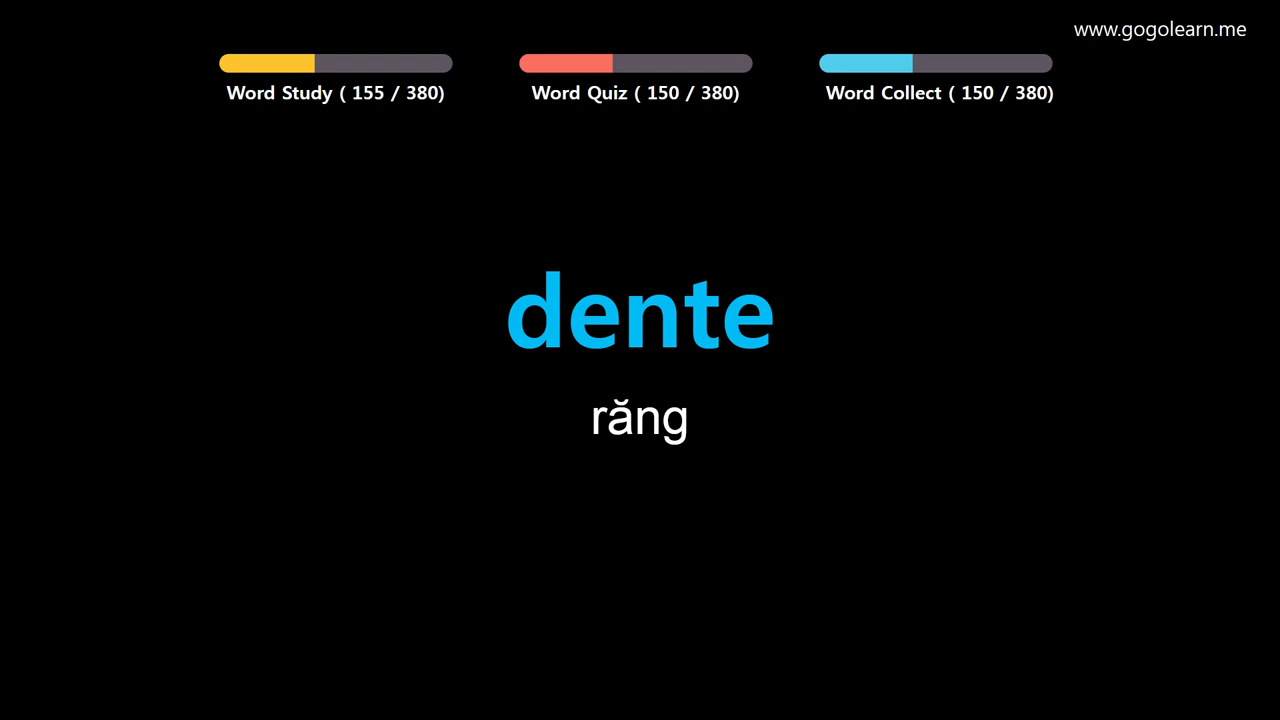 www.gogolearn.me
Word Study ( 155 / 380)
Word Quiz ( 150 / 380)
Word Collect ( 150 / 380)
dente
răng